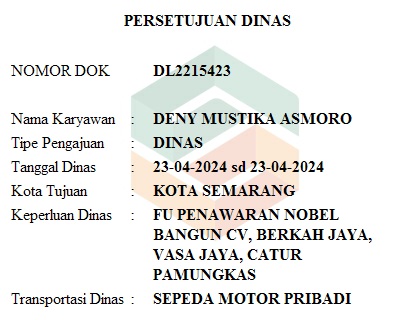 PERSETUJUAN DINAS
NOMOR DOK DL2215423
Nama Karyawan : DENY MUSTIKA ASMORO
Tipe Pengajuan : DINAS
Tanggal Dinas : 23-04-2024 sd 23-04-2024
Kota Tujuan : KOTA SEMARANG
Keperluan Dinas : FU PENAWARAN NOBEL
BANGUN CV, BERKAH JAYA,
VASA JAYA, CATUR
PAMUNGKAS
Transportasi Dinas : SEPEDA MOTOR PRIBADI